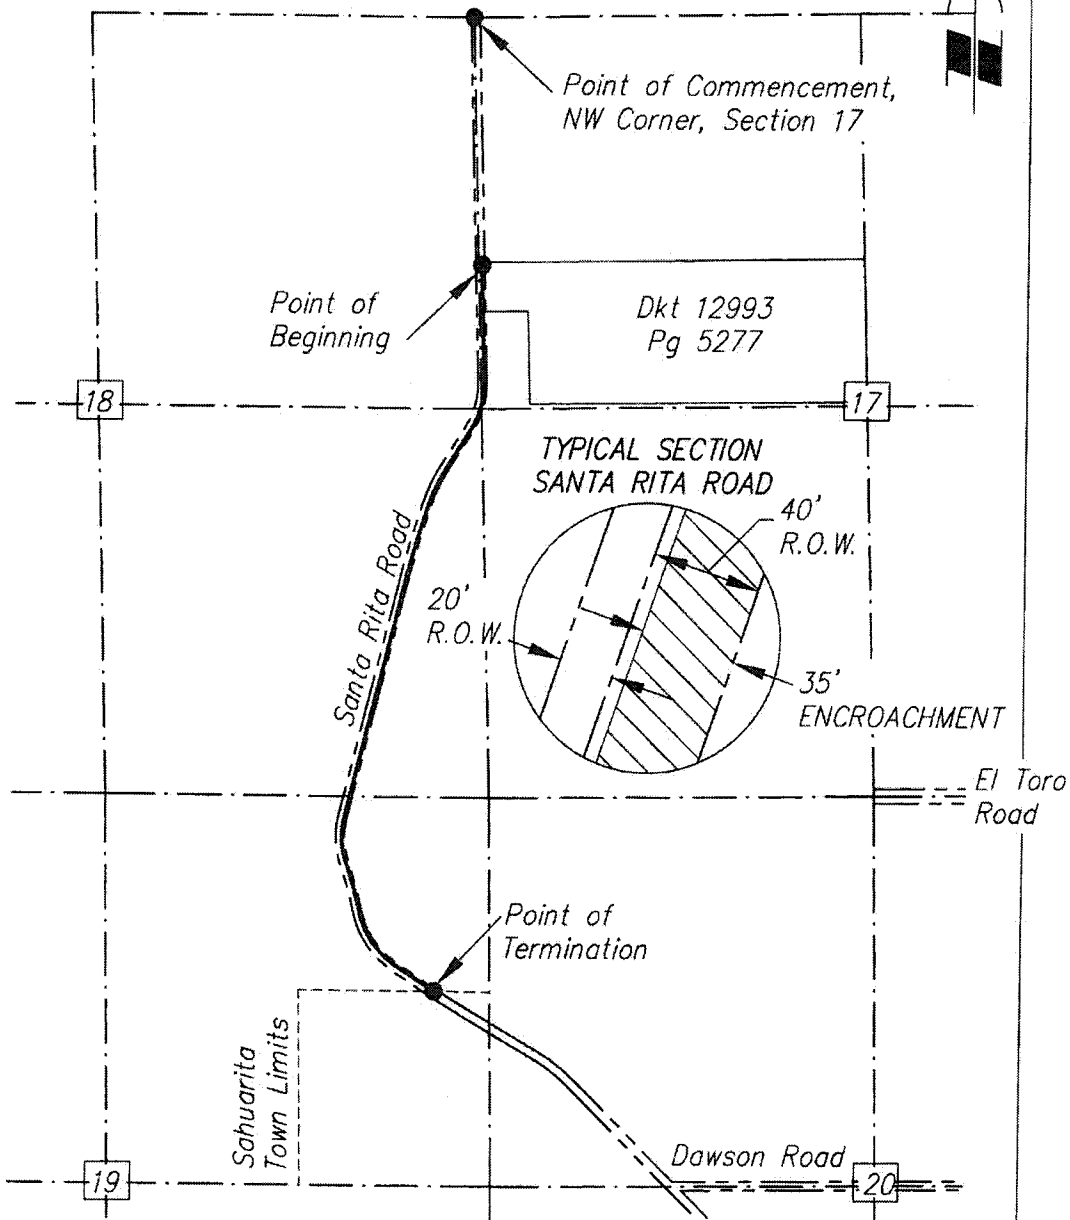 Point of Commencement,
NW Corner, Section 17
Point of
Beginning
Dkt 12993
Pg 5277
18
17
TYPICAL SECTION
SANTA RITA ROAD
40'
R.O.W.
20'
R.O.W.
Santa Rita Road
35'
ENCROACHMENT
El Toro
Road
Point of
Termination
Sahuarita
Town Limits
Dawson Road
19
20